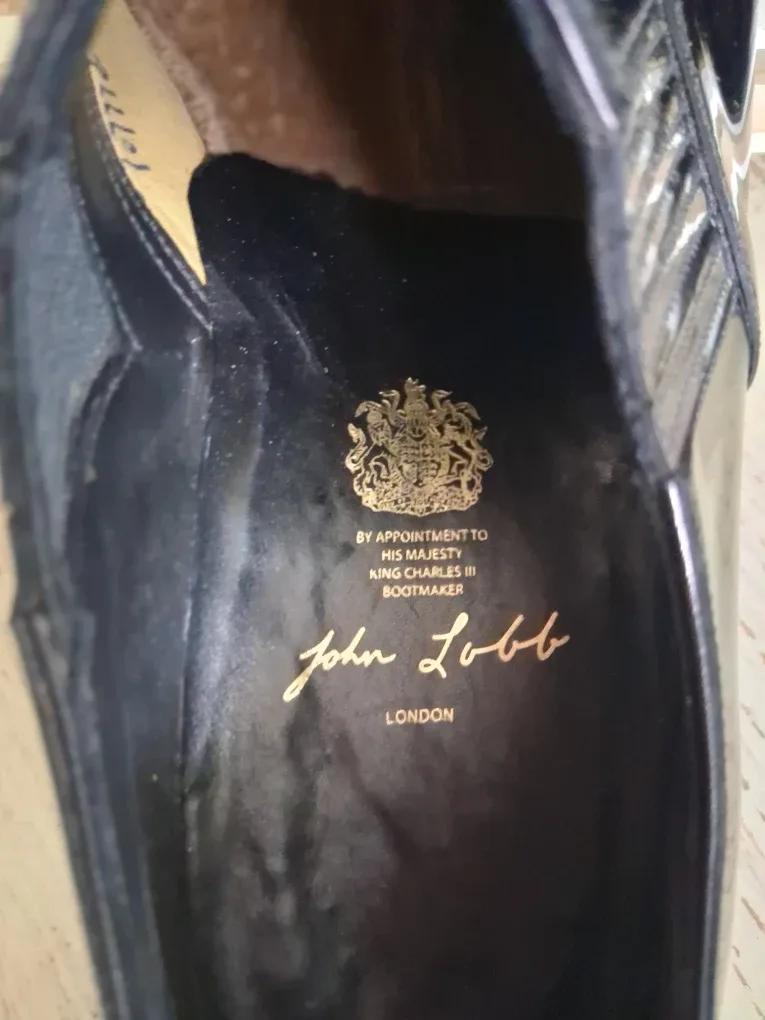 BY APPOINTMENT TO
HIS MAJESTY
KING CHARLES III
BOOTMAKER
John Lobb
LONDON